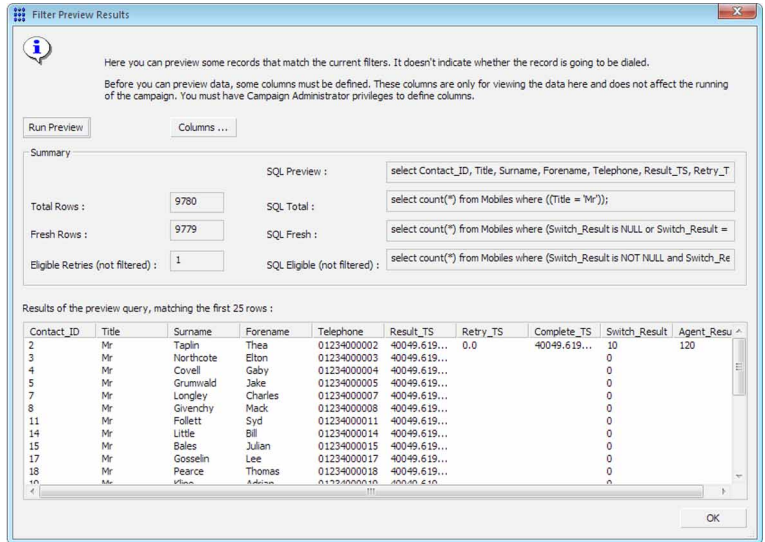 Filter Preview Results
Here you can preview some records that match the current filters. It doesn't indicate whether the record is going to be dialed.
Before you can preview data, some columns must be defined. These columns are only for viewing the data here and does not affect the running
of the campaign. You must have Campaign Administrator privileges to define columns.
Run Preview Columns ...
Summary
SQL Preview : select Contact_ID, Title, Surname, Forename, Telephone, Result_TS, Retry_T
Total Rows : 9780 SQL Total : select count(*) from Mobiles where ((Title = 'Mr'));
Fresh Rows : 9779 SQL Fresh : select count(*) from Mobiles where (Switch_Result is NULL or Switch_Result =
Eligible Retries (not filtered) : 1 SQL Eligible (not filtered) : select count(*) from Mobiles where (Switch_Result is NOT NULL and Switch_Re
Results of the preview query, matching the first 25 rows :
Contact_ID Title Surname Forename Telephone Result_TS Retry_TS Complete_TS Switch_Result Agent_Resu
2 Mr Taplin Thea 01234000002 40049.619... 0.0 40049.619... 10 120
3 Mr Northcote Elton 01234000003 40049.619... 0
4 Mr Covell Gaby 01234000004 40049.619... 0
5 Mr Grumwald Jake 01234000005 40049.619... 0
7 Mr Longley Charles 01234000007 40049.619... 0
8 Mr Givenchy Mack 01234000008 40049.619... 0
11 Mr Follett Syd 01234000011 40049.619... 0
14 Mr Little Bill 01234000014 40049.619... 0
15 Mr Bales Julian 01234000015 40049.619... 0
17 Mr Gosselin Lee 01234000017 40049.619... 0
18 Mr Pearce Thomas 01234000018 40049.619... 0
19 Mr Kline Adrian 01234000019 40049.619... 0
OK